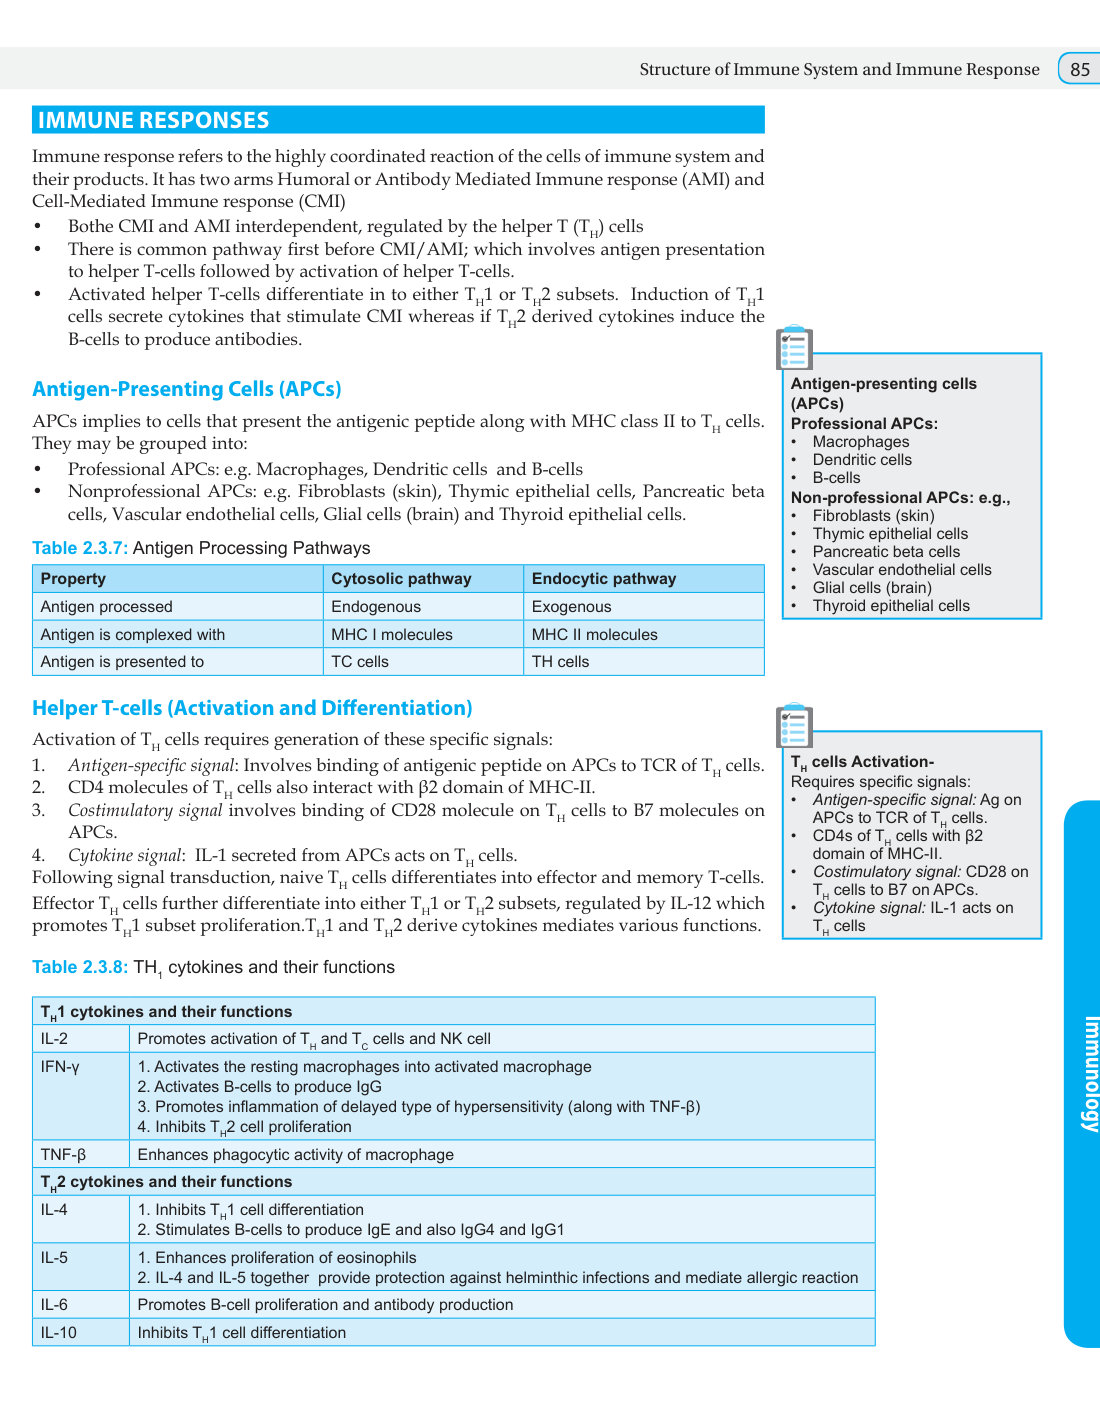 Structure of Immune System and Immune Response 85
IMMUNE RESPONSES
Immune response refers to the highly coordinated reaction of the cells of immune system and
their products. It has two arms Humoral or Antibody Mediated Immune response (AMI) and
Cell-Mediated Immune response (CMI)
• Bothe CMI and AMI interdependent, regulated by the helper T (TH) cells
• There is common pathway first before CMI/AMI; which involves antigen presentation
to helper T-cells followed by activation of helper T-cells.
• Activated helper T-cells differentiate in to either TH1 or TH2 subsets. Induction of TH1
cells secrete cytokines that stimulate CMI whereas if TH2 derived cytokines induce the
B-cells to produce antibodies.
Antigen-Presenting Cells (APCs)
APCs implies to cells that present the antigenic peptide along with MHC class II to TH cells.
They may be grouped into:
• Professional APCs: e.g. Macrophages, Dendritic cells and B-cells
• Nonprofessional APCs: e.g. Fibroblasts (skin), Thymic epithelial cells, Pancreatic beta
cells, Vascular endothelial cells, Glial cells (brain) and Thyroid epithelial cells.
Antigen-presenting cells
(APCs)
Professional APCs:
• Macrophages
• Dendritic cells
• B-cells
Non-professional APCs: e.g.,
• Fibroblasts (skin)
• Thymic epithelial cells
• Pancreatic beta cells
• Vascular endothelial cells
• Glial cells (brain)
• Thyroid epithelial cells
Table 2.3.7: Antigen Processing Pathways
Property Cytosolic pathway Endocytic pathway
Antigen processed Endogenous Exogenous
Antigen is complexed with MHC I molecules MHC II molecules
Antigen is presented to TC cells TH cells
Helper T-cells (Activation and Differentiation)
Activation of TH cells requires generation of these specific signals:
1. Antigen-specific signal: Involves binding of antigenic peptide on APCs to TCR of TH cells.
2. CD4 molecules of TH cells also interact with β2 domain of MHC-II.
3. Costimulatory signal involves binding of CD28 molecule on TH cells to B7 molecules on
APCs.
4. Cytokine signal: IL-1 secreted from APCs acts on TH cells.
Following signal transduction, naive TH cells differentiates into effector and memory T-cells.
Effector TH cells further differentiate into either TH1 or TH2 subsets, regulated by IL-12 which
promotes TH1 subset proliferation.TH1 and TH2 derive cytokines mediates various functions.
TH cells Activation-
Requires specific signals:
• Antigen-specific signal: Ag on
APCs to TCR of TH cells.
• CD4s of TH cells with β2
domain of MHC-II.
• Costimulatory signal: CD28 on
TH cells to B7 on APCs.
• Cytokine signal: IL-1 acts on
TH cells
Table 2.3.8: TH1 cytokines and their functions
TH1 cytokines and their functions
IL-2 Promotes activation of TH and TC cells and NK cell
IFN-γ 1. Activates the resting macrophages into activated macrophage
2. Activates B-cells to produce IgG
3. Promotes inflammation of delayed type of hypersensitivity (along with TNF-β)
4. Inhibits TH2 cell proliferation
TNF-β Enhances phagocytic activity of macrophage
TH2 cytokines and their functions
IL-4 1. Inhibits TH1 cell differentiation
2. Stimulates B-cells to produce IgE and also IgG4 and IgG1
IL-5 1. Enhances proliferation of eosinophils
2. IL-4 and IL-5 together provide protection against helminthic infections and mediate allergic reaction
IL-6 Promotes B-cell proliferation and antibody production
IL-10 Inhibits TH1 cell differentiation
Immunology